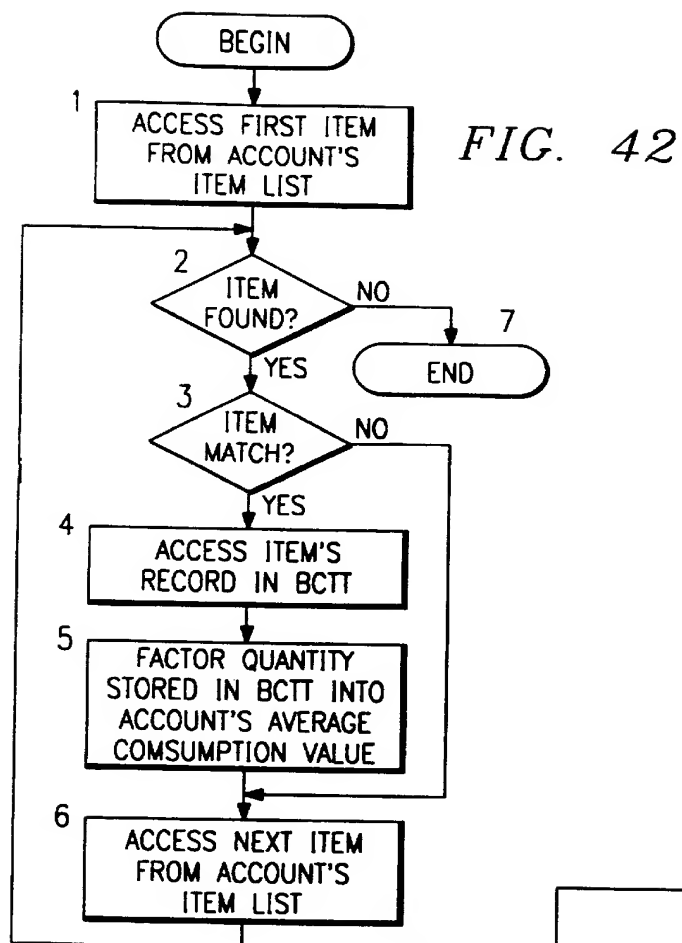 BEGIN
1
ACCESS FIRST ITEM
FROM ACCOUNT'S
ITEM LIST
FIG. 42
2
ITEM
FOUND?
NO
7
END
YES
3
ITEM
MATCH?
NO
YES
4
ACCESS ITEM'S
RECORD IN BCTT
5
FACTOR QUANTITY
STORED IN BCTT INTO
ACCOUNT'S AVERAGE
COMSUMPTION VALUE
6
ACCESS NEXT ITEM
FROM ACCOUNT'S
ITEM LIST